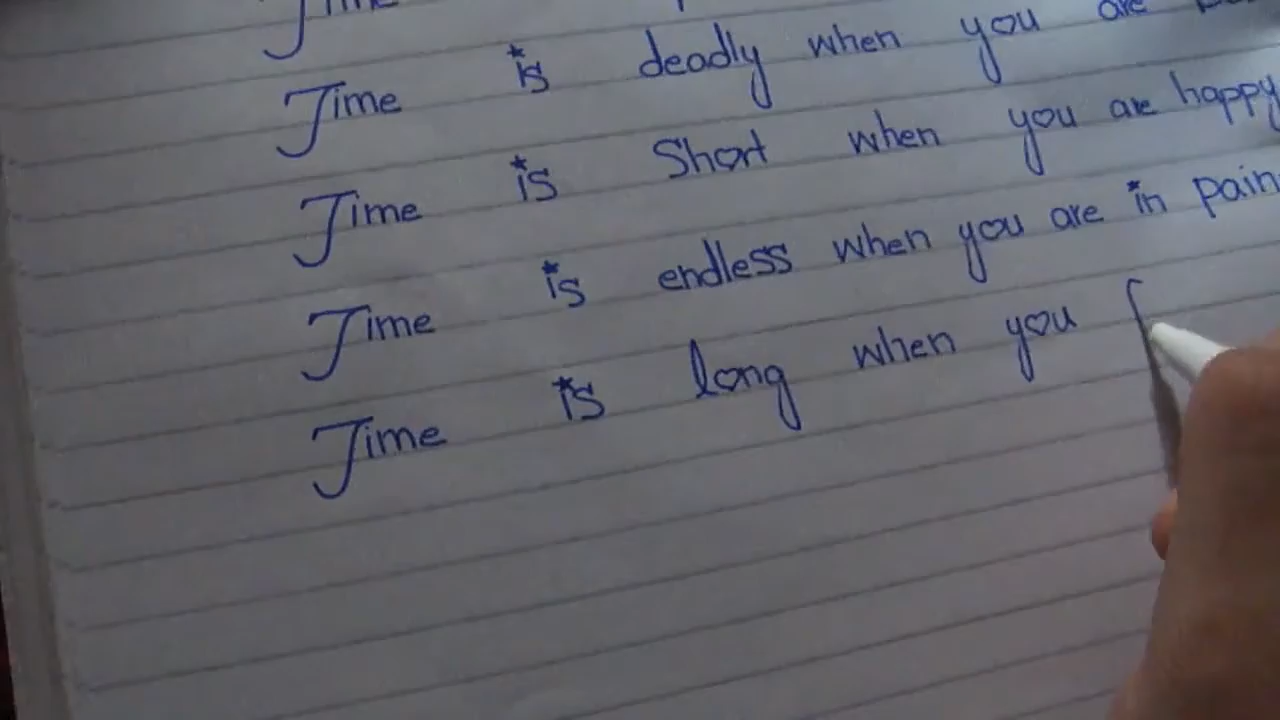 Time
Time is deadly when you are
Time is Short when you are happy
Time is endless when you are in pain
Time is long when you